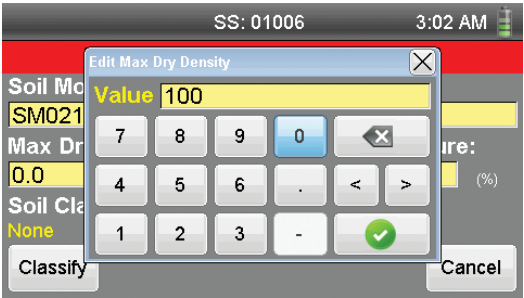 SS: 01006 3:02 AM
Edit Max Dry Density
Soil Mo
Value 100
SM021
7 8 9 0
Max Dr ure:
0.0 (%)
4 5 6 . < >
Soil Cla
None
1 2 3 -
Classify Cancel